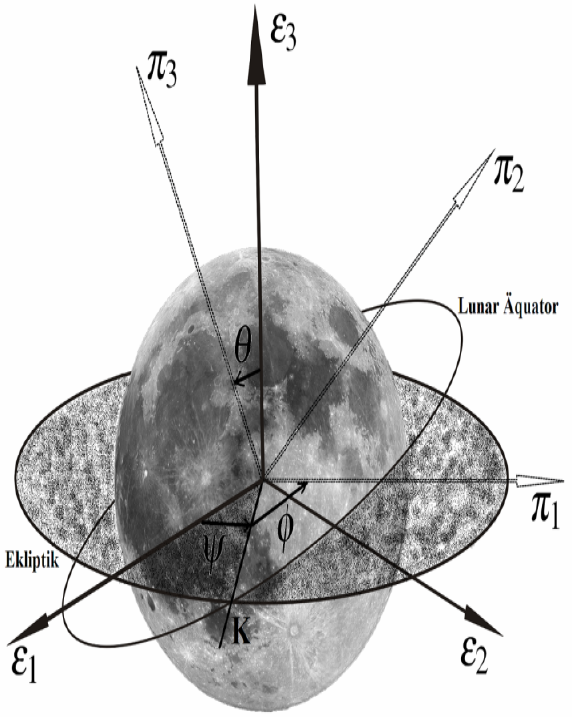 ε3
π3
π2
Lunar Äquator
θ
π1
ϕ
ψ
Ekliptik
K
ε1
ε2